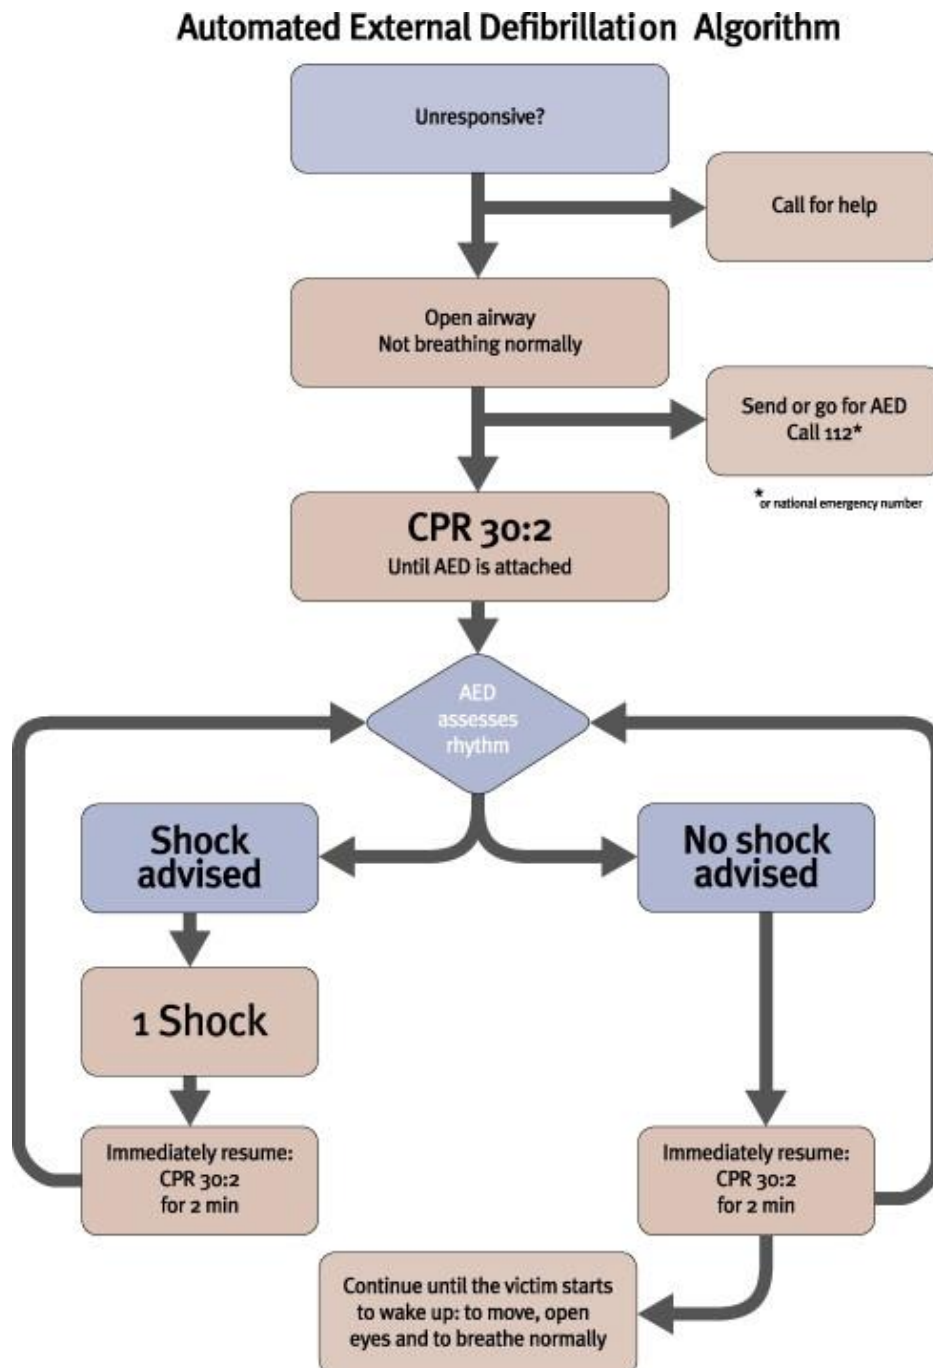 Automated External Defibrillation Algorithm
Unresponsive?
Call for help
Open airway
Not breathing normally
Send or go for AED
Call 112*
*or national emergency number
CPR 30:2
Until AED is attached
AED
assesses
rhythm
Shock
advised
No shock
advised
1 Shock
Immediately resume:
CPR 30:2
for 2 min
Immediately resume:
CPR 30:2
for 2 min
Continue until the victim starts
to wake up: to move, open
eyes and to breathe normally